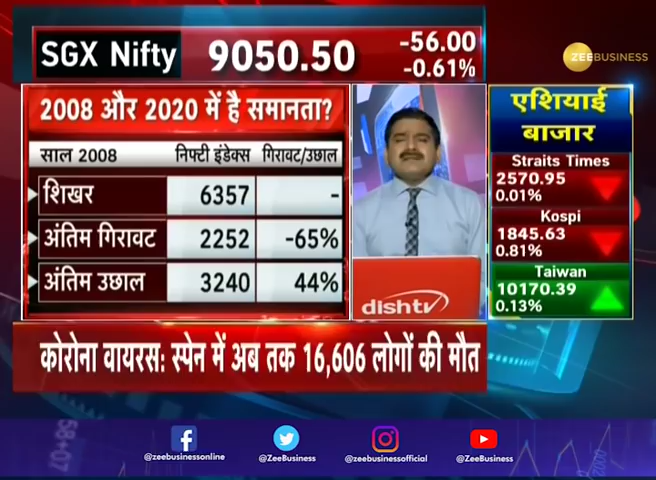 SGX Nifty 9050.50 -56.00
-0.61%
ZEEBUSINESS
2008 और 2020 में है समानता?
साल 2008 निफ्टी इंडेक्स गिरावट/उछाल
शिखर 6357 -
अंतिम गिरावट 2252 -65%
अंतिम उछाल 3240 44%
dishtv
एशियाई
बाजार
Straits Times
2570.95
0.01%
Kospi
1845.63
0.81%
Taiwan
10170.39
0.13%
कोरोना वायरस: स्पेन में अब तक 16,606 लोगों की मौत
@zeebusinessonline @ZeeBusiness @zeebusinessofficial @ZeeBusiness